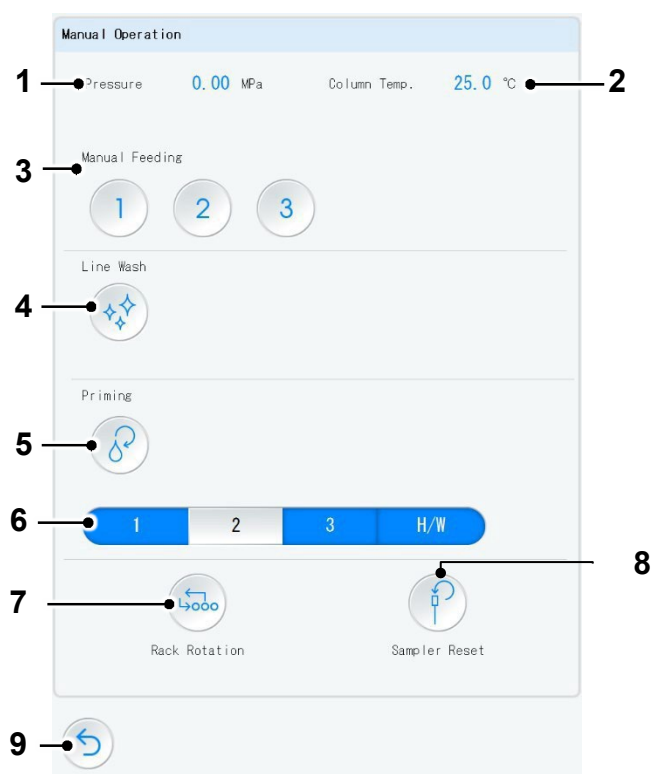 Manual Operation
1 Pressure 0.00 MPa Column Temp. 25.0 ℃ 2
3 Manual Feeding
1 2 3
Line Wash
4
Priming
5
6 1 2 3 H/W
8
7
Rack Rotation Sampler Reset
9